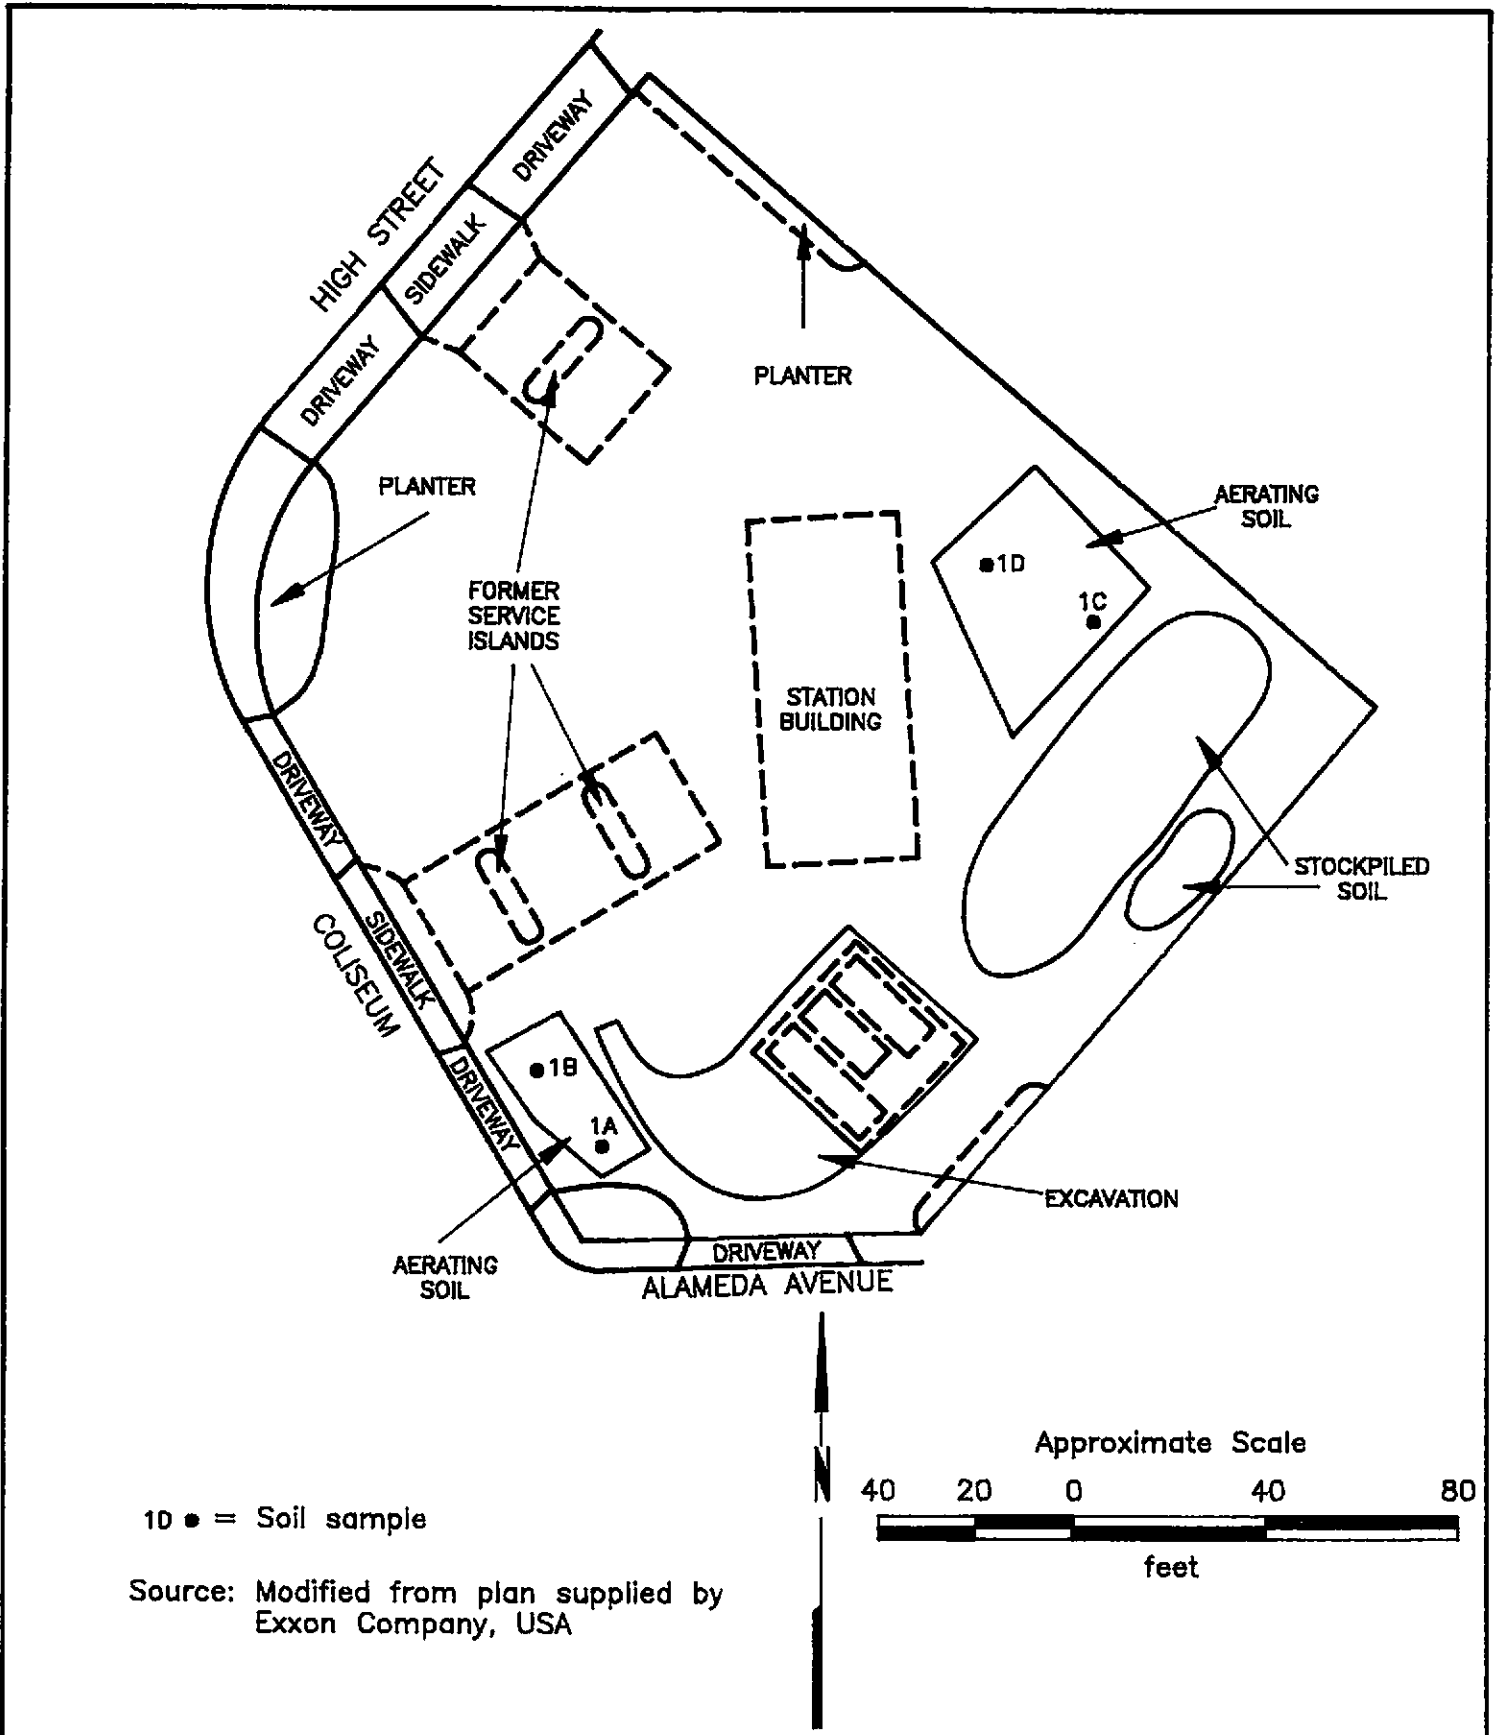 DRIVEWAY
HIGH STREET
SIDEWALK
DRIVEWAY
PLANTER
PLANTER
AERATING
SOIL
1D
1C
FORMER
SERVICE
ISLANDS
STATION
BUILDING
DRIVEWAY
STOCKPILED
SOIL
SIDEWALK
COLISEUM
1B
DRIVEWAY
1A
EXCAVATION
AERATING
SOIL
DRIVEWAY
ALAMEDA AVENUE
N
Approximate Scale
40 20 0 40 80
feet
1D ● = Soil sample
Source: Modified from plan supplied by
Exxon Company, USA